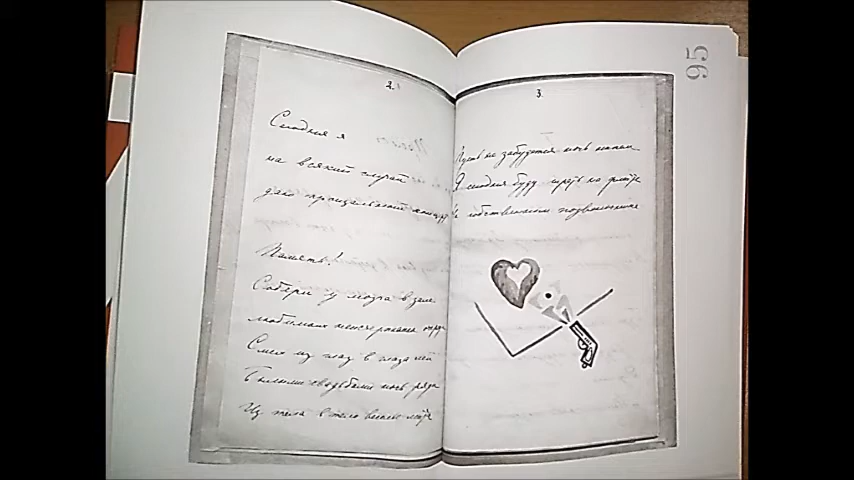 2.
Сегодня я
на всякий случай
даю прощальный концерт
Память!
Собери у мозга в зале
любимых
Смех из глаз в глаза лей
Былыми свадьбами ночь ряди
Из тела в тело веселье лейте
3.
Пусть не забудется ночь никем
Я сегодня буду играть на флейте
На собственном позвоночнике
95